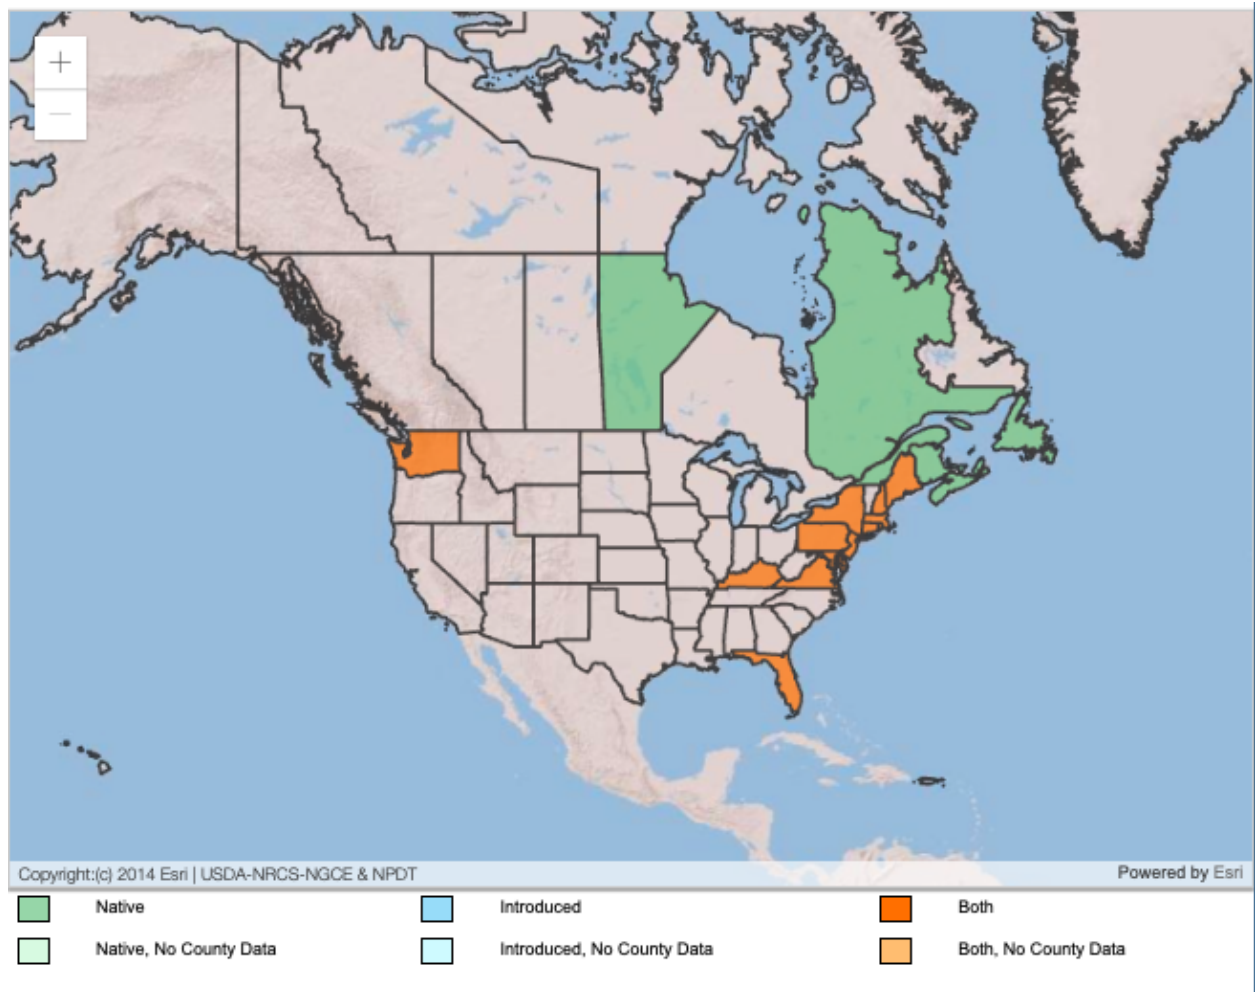 +
−
Copyright:(c) 2014 Esri | USDA-NRCS-NGCE & NPDT
Powered by Esri
Native
Introduced
Both
Native, No County Data
Introduced, No County Data
Both, No County Data